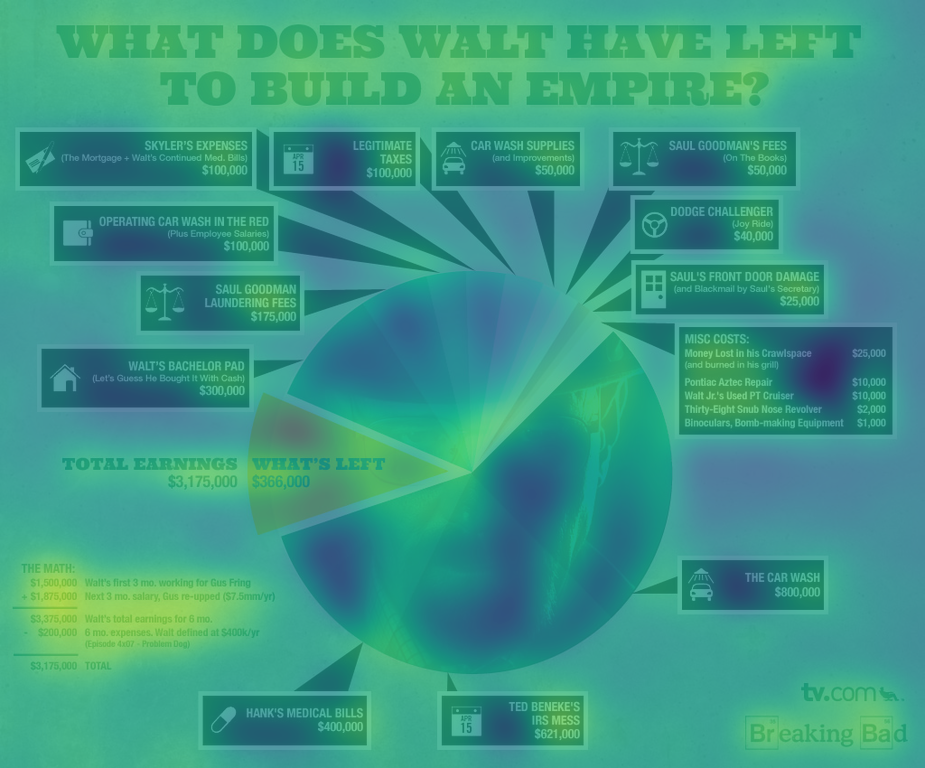 WHAT DOES WALT HAVE LEFT
TO BUILD AN EMPIRE?
SKYLER'S EXPENSES
(The Mortgage + Walt's Continued Med. Bills)
$100,000
APR
15
LEGITIMATE
TAXES
$100,000
CAR WASH SUPPLIES
(and Improvements)
$50,000
SAUL GOODMAN'S FEES
(On The Books)
$50,000
OPERATING CAR WASH IN THE RED
(Plus Employee Salaries)
$100,000
DODGE CHALLENGER
(Joy Ride)
$40,000
SAUL GOODMAN
LAUNDERING FEES
$175,000
SAUL'S FRONT DOOR DAMAGE
(and Blackmail by Saul's Secretary)
$25,000
WALT'S BACHELOR PAD
(Let's Guess He Bought It With Cash)
$300,000
MISC COSTS:
Money Lost in his Crawlspace $25,000
(and burned in his grill)
Pontiac Aztec Repair $10,000
Walt Jr.'s Used PT Cruiser $10,000
Thirty-Eight Snub Nose Revolver $2,000
Binoculars, Bomb-making Equipment $1,000
TOTAL EARNINGS
$3,175,000
WHAT'S LEFT
$366,000
THE MATH:
$1,500,000 Walt's first 3 mo. working for Gus Fring
+ $1,875,000 Next 3 mo. salary, Gus re-upped ($7.5mm/yr)
$3,375,000 Walt's total earnings for 6 mo.
- $200,000 6 mo. expenses. Walt defined at $400k/yr
(Episode 4x07 - Problem Dog)
$3,175,000 TOTAL
THE CAR WASH
$800,000
HANK'S MEDICAL BILLS
$400,000
APR
15
TED BENEKE'S
IRS MESS
$621,000
tv.com
Breaking Bad